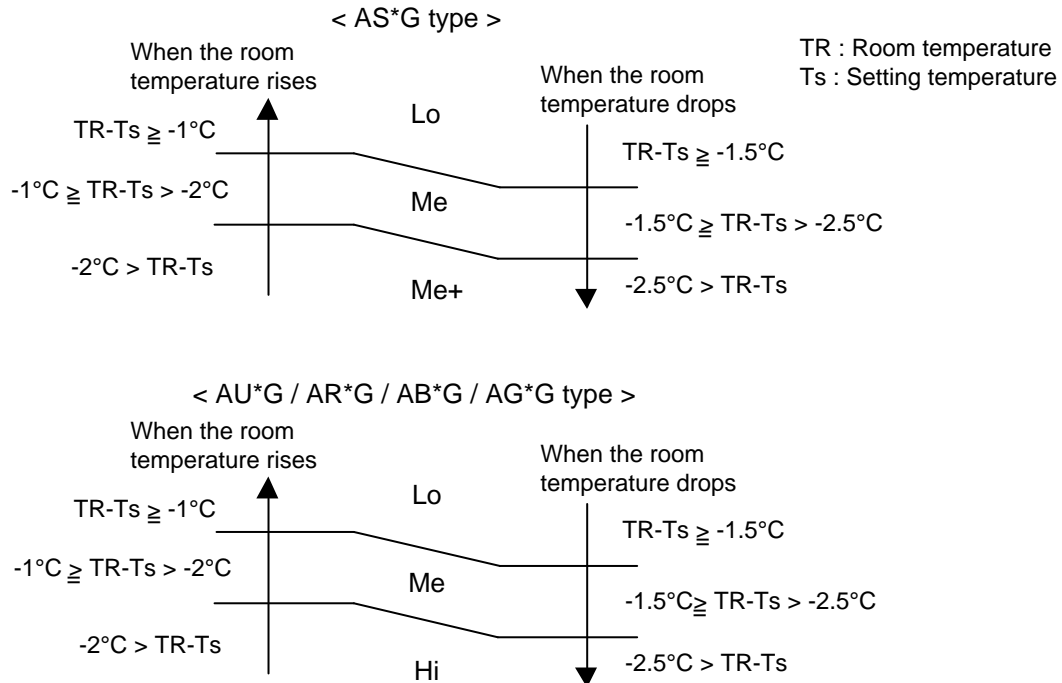 < AS*G type >
When the room
temperature rises
When the room
temperature drops
TR : Room temperature
Ts : Setting temperature
Lo
TR-Ts ≧ -1°C
TR-Ts ≧ -1.5°C
-1°C ≧ TR-Ts > -2°C
Me
-1.5°C ≧ TR-Ts > -2.5°C
-2°C > TR-Ts
Me+
-2.5°C > TR-Ts
< AU*G / AR*G / AB*G / AG*G type >
When the room
temperature rises
When the room
temperature drops
Lo
TR-Ts ≧ -1°C
TR-Ts ≧ -1.5°C
-1°C ≧ TR-Ts > -2°C
Me
-1.5°C≧ TR-Ts > -2.5°C
-2°C > TR-Ts
Hi
-2.5°C > TR-Ts